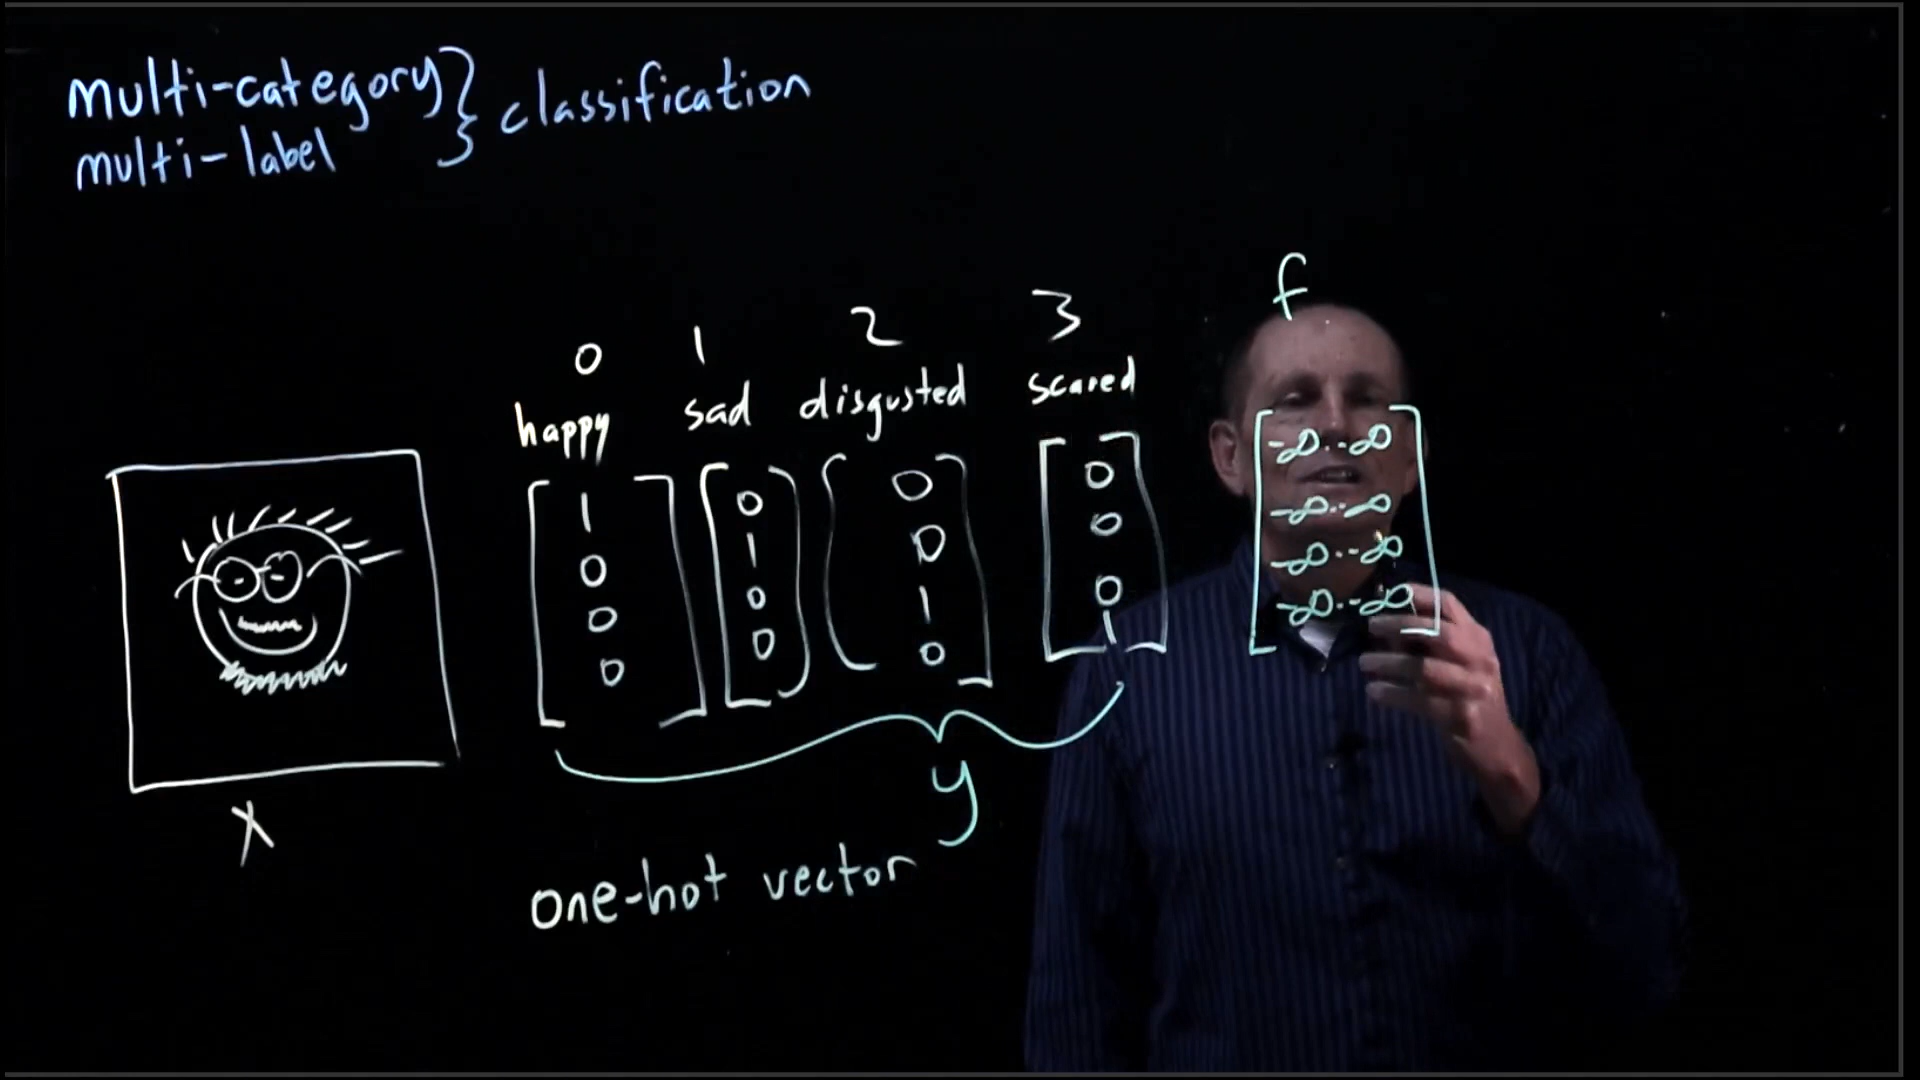 multi-category } classification
multi-label
0 1 2 3 f
happy sad disgusted scared
[1 0 0 0] [0 1 0 0] [0 0 1 0] [0 0 0 1] [-∞..∞ -∞..∞ -∞..∞ -∞..∞]
X
y
one-hot vector